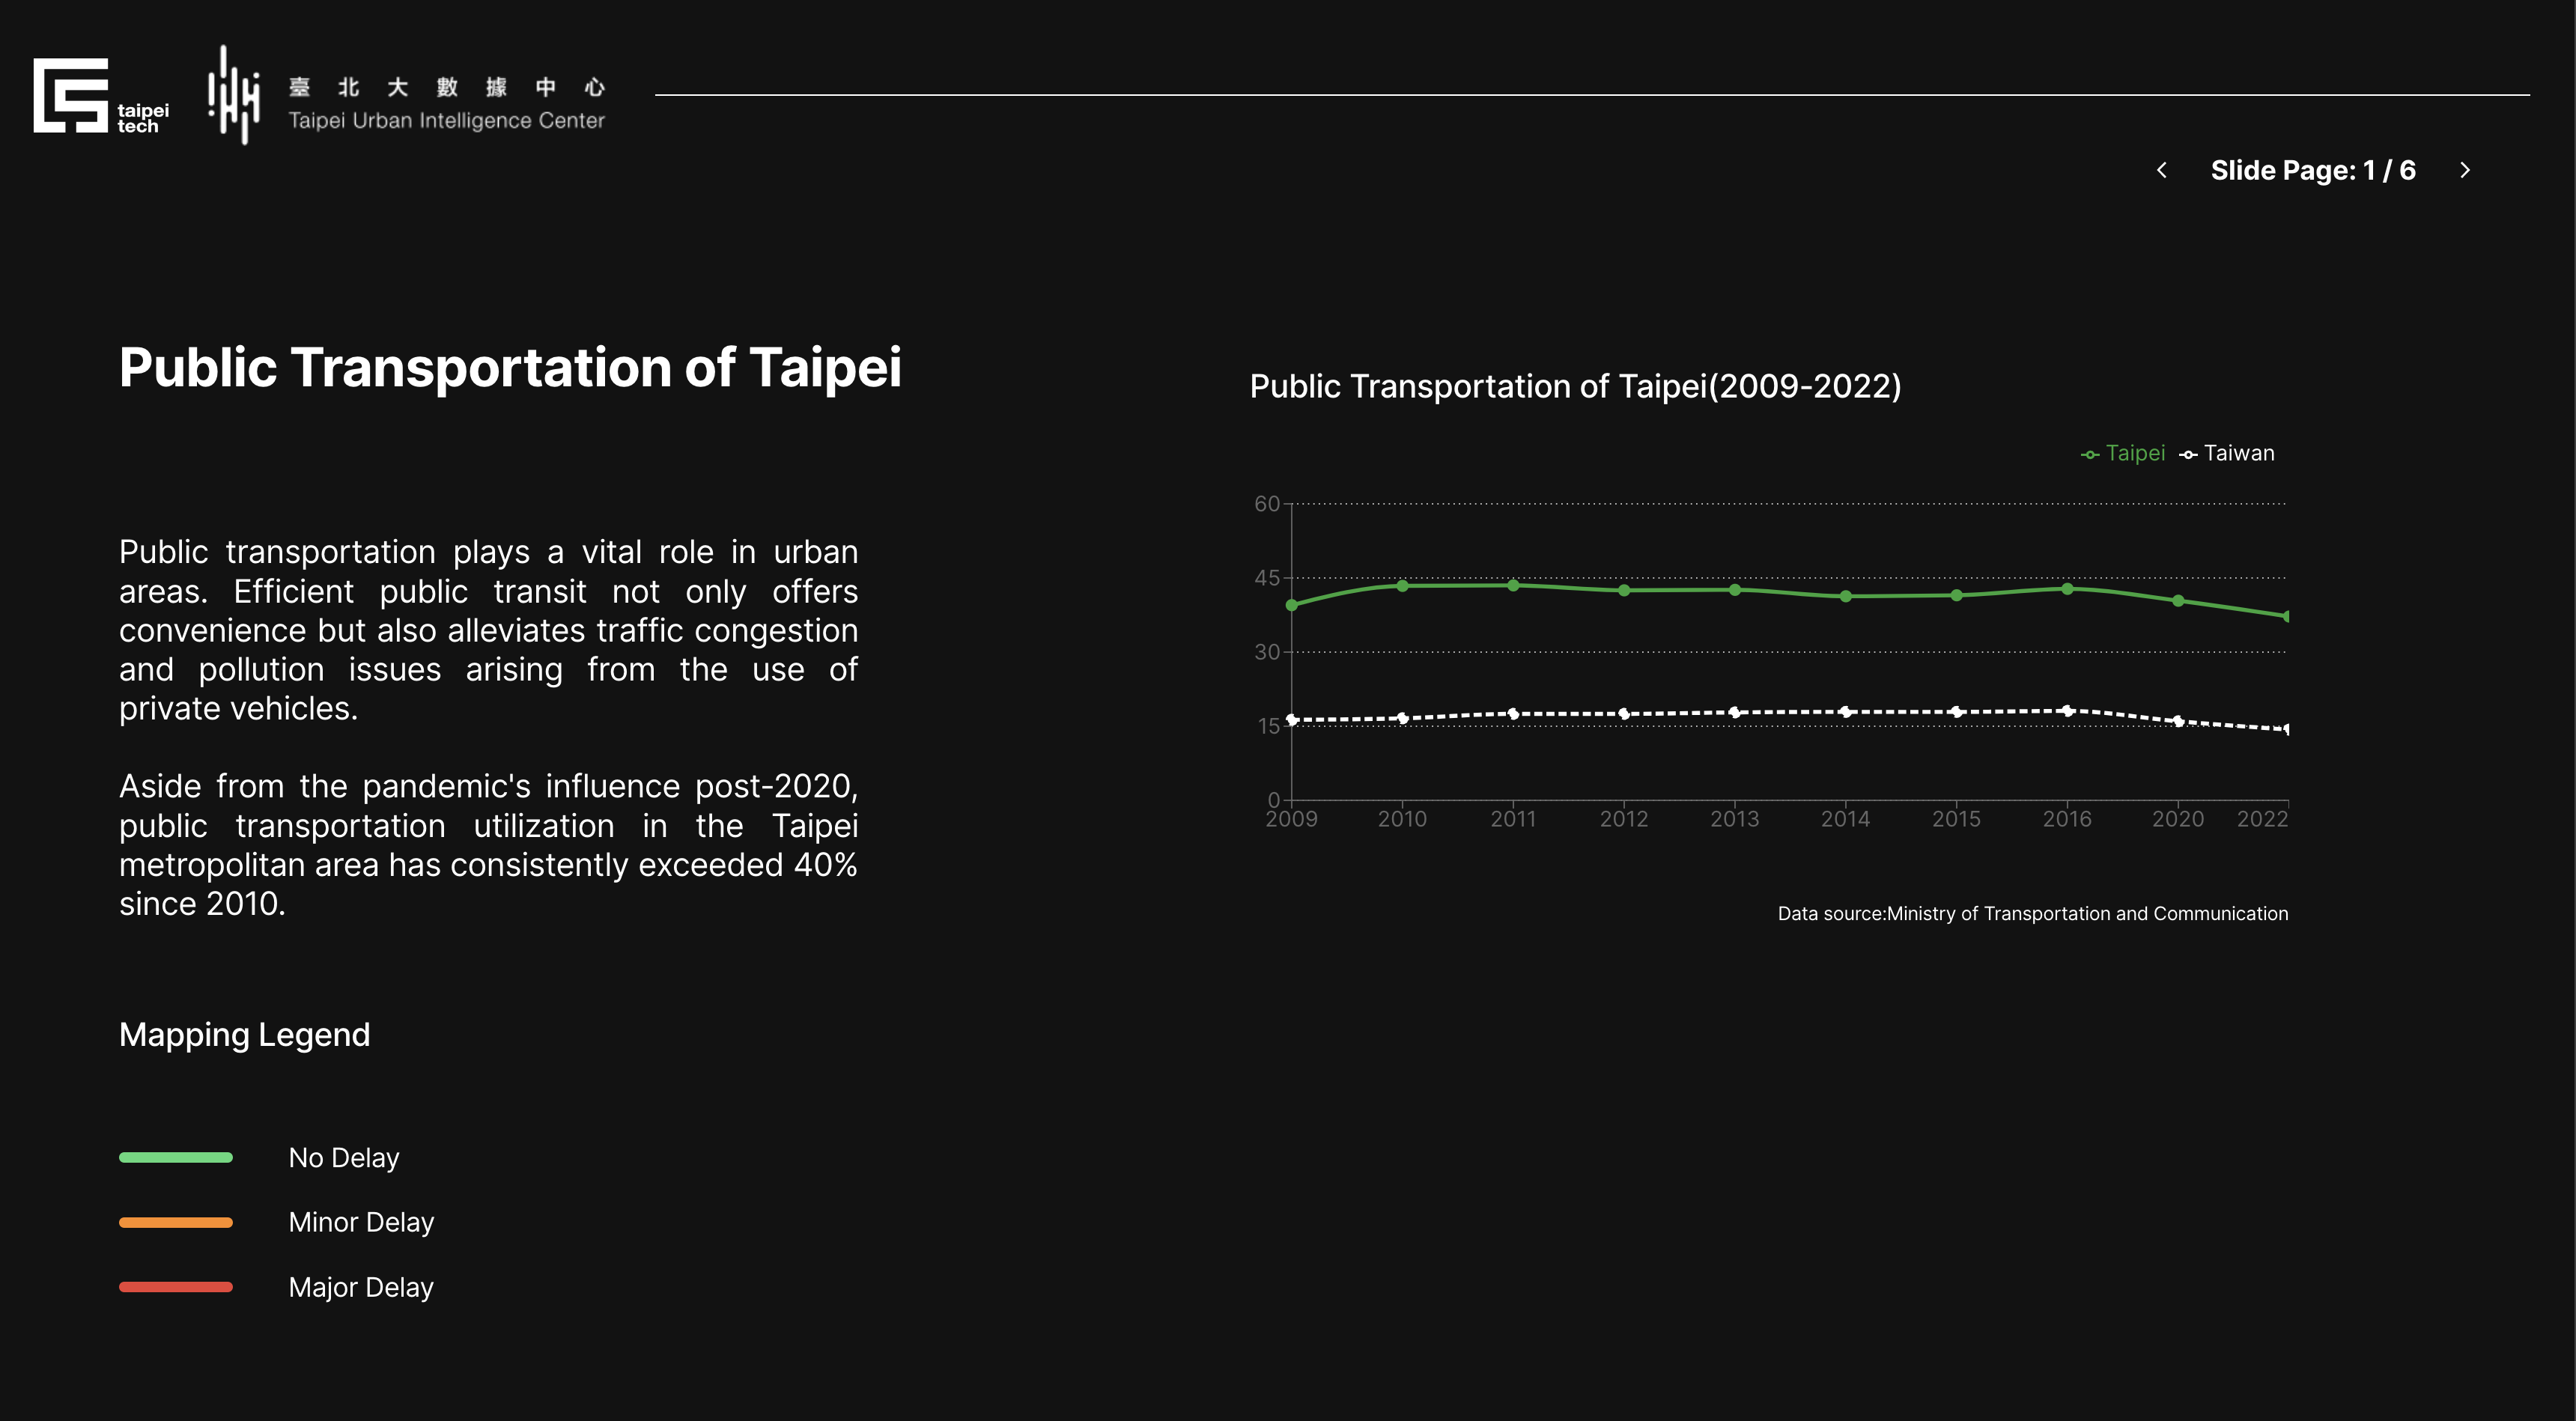 taipei
tech
臺北大數據中心
Taipei Urban Intelligence Center
Slide Page: 1 / 6
Public Transportation of Taipei
Public transportation plays a vital role in urban
areas. Efficient public transit not only offers
convenience but also alleviates traffic congestion
and pollution issues arising from the use of
private vehicles.
Aside from the pandemic's influence post-2020,
public transportation utilization in the Taipei
metropolitan area has consistently exceeded 40%
since 2010.
Mapping Legend
No Delay
Minor Delay
Major Delay
Public Transportation of Taipei(2009-2022)
Taipei Taiwan
60
45
30
15
0
2009 2010 2011 2012 2013 2014 2015 2016 2020 2022
Data source:Ministry of Transportation and Communication